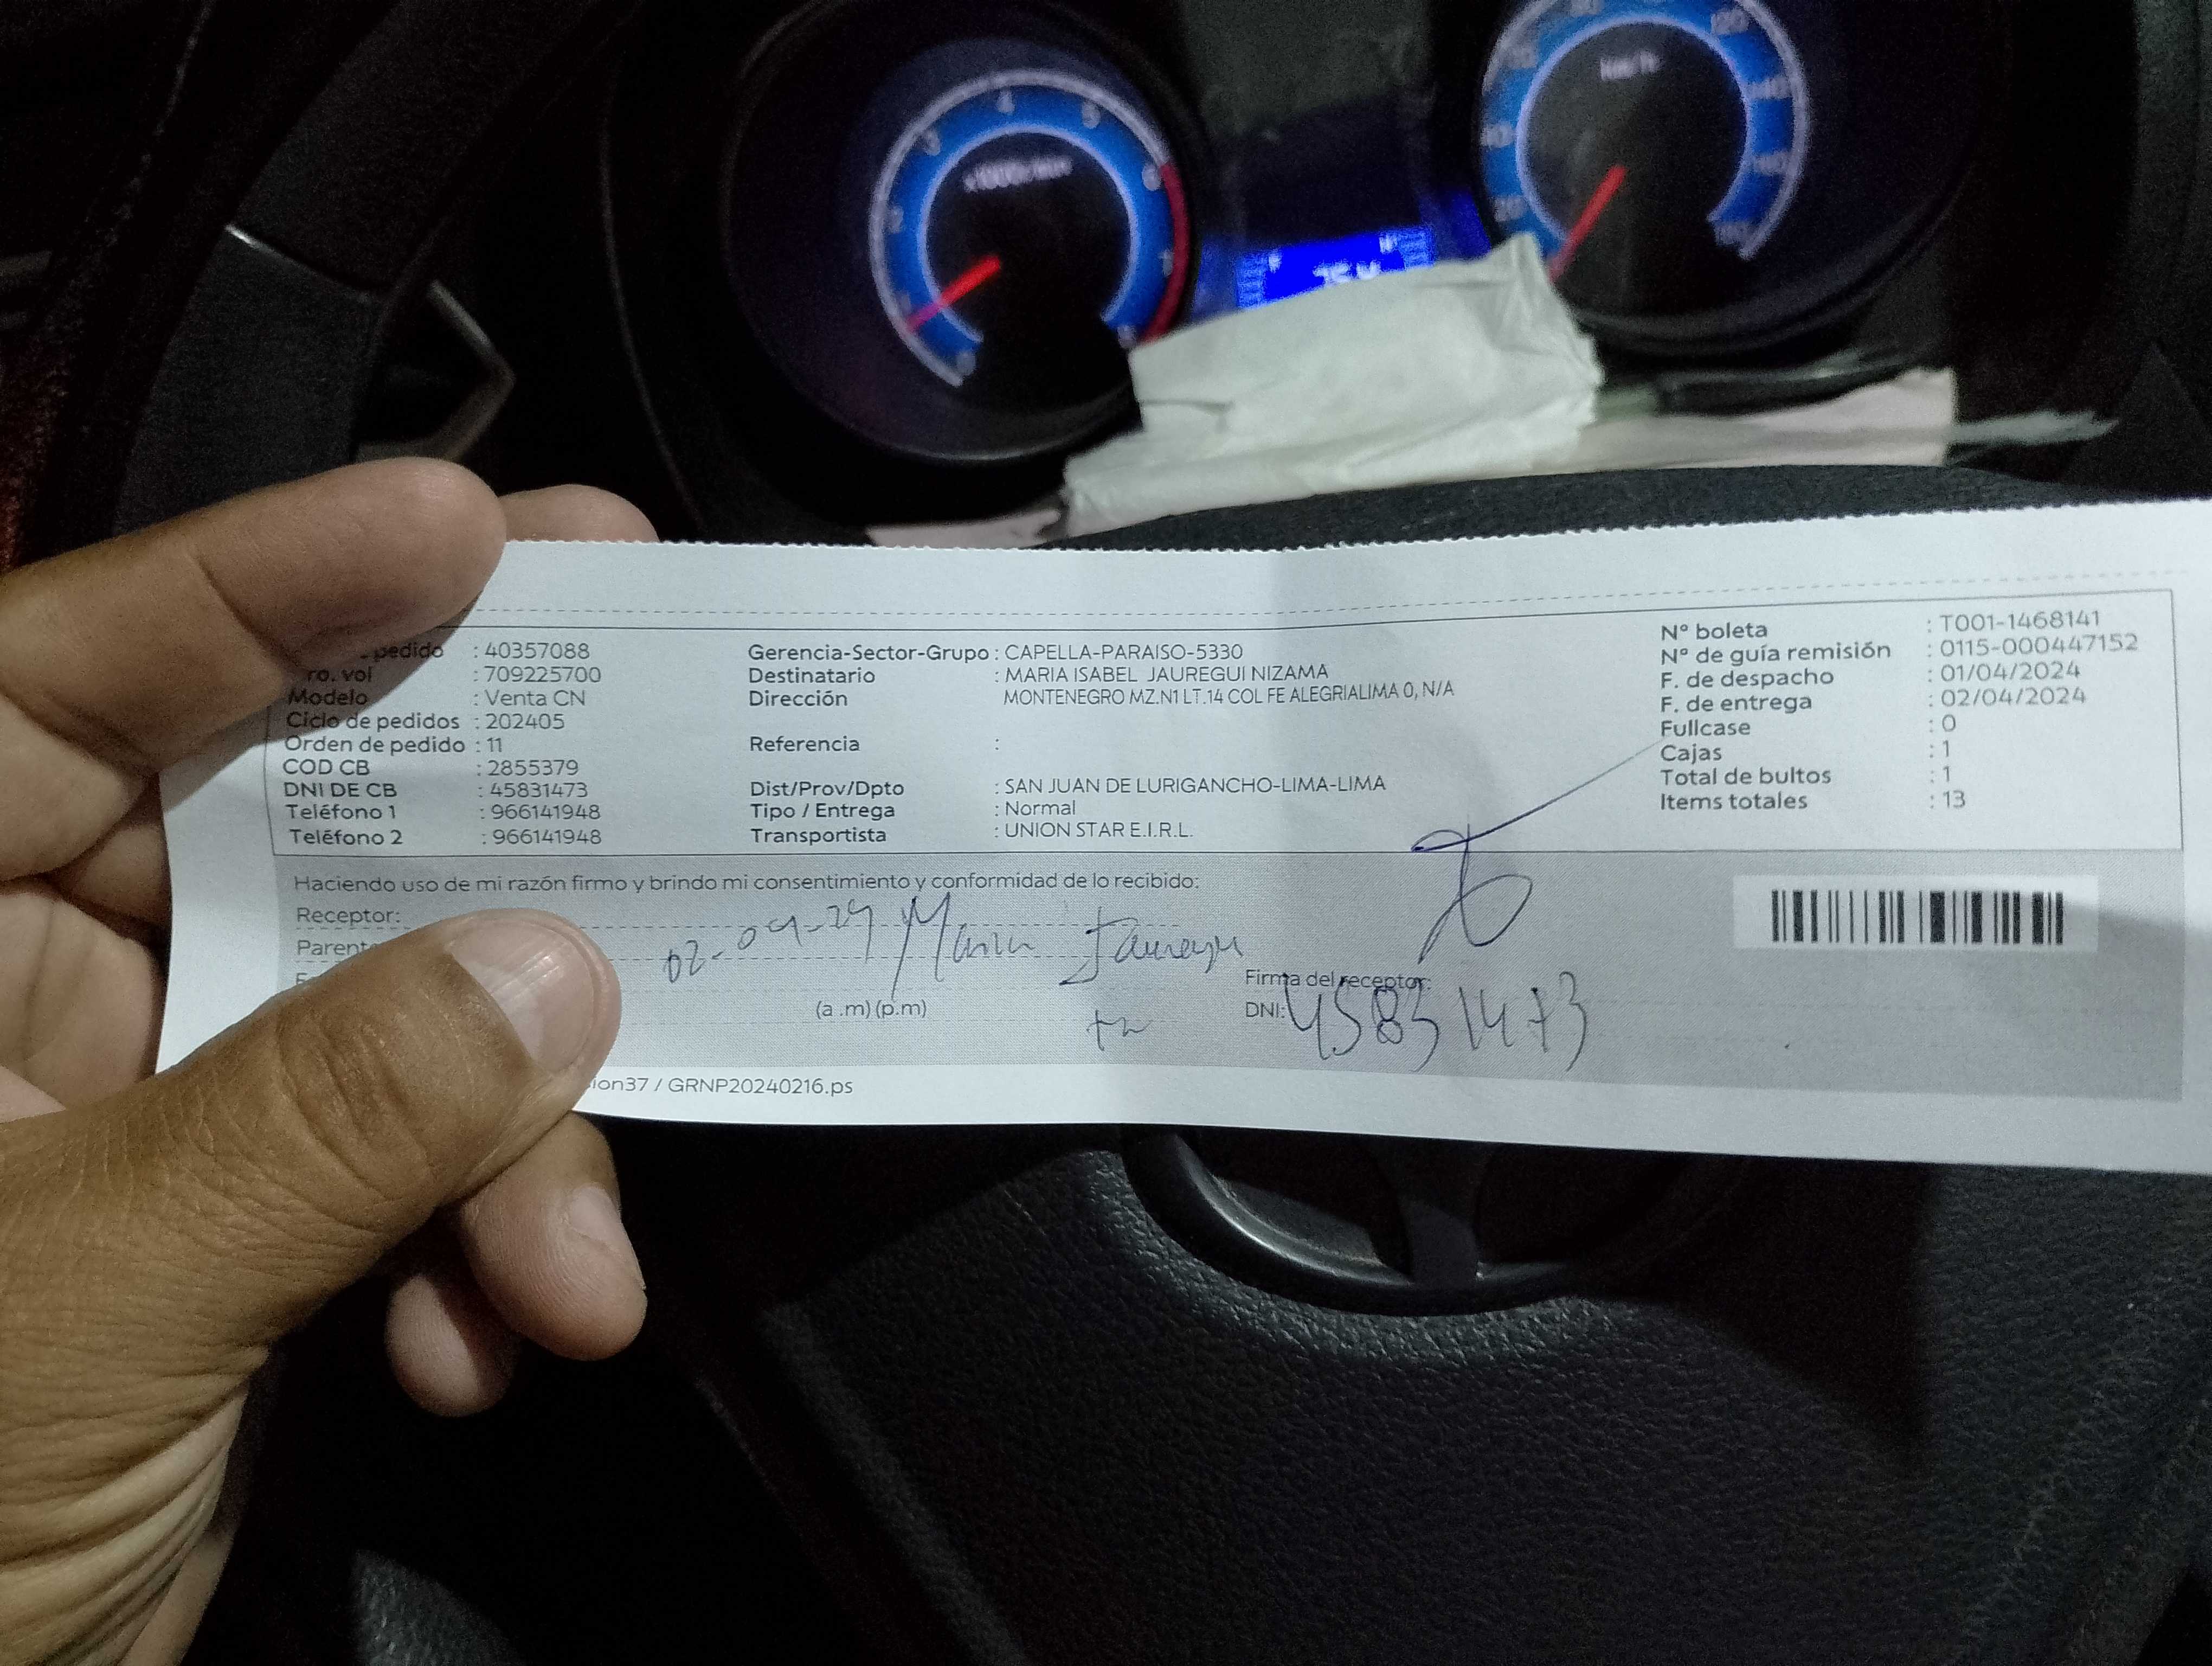 pedido : 40357088
ro. vol : 709225700
Modelo : Venta CN
Ciclo de pedidos : 202405
Orden de pedido : 11
COD CB : 2855379
DNI DE CB : 45831473
Teléfono 1 : 966141948
Teléfono 2 : 966141948
Gerencia-Sector-Grupo : CAPELLA-PARAISO-5330
Destinatario : MARIA ISABEL JAUREGUI NIZAMA
Dirección MONTENEGRO MZ.N1 LT.14 COL FE ALEGRIALIMA 0, N/A
Referencia :
Dist/Prov/Dpto : SAN JUAN DE LURIGANCHO-LIMA-LIMA
Tipo / Entrega : Normal
Transportista : UNION STAR E.I.R.L.
Nº boleta : T001-1468141
Nº de guía remisión : 0115-000447152
F. de despacho : 01/04/2024
F. de entrega : 02/04/2024
Fullcase : 0
Cajas : 1
Total de bultos : 1
Items totales : 13
Haciendo uso de mi razón firmo y brindo mi consentimiento y conformidad de lo recibido:
Receptor:
Parent
02-04-24 Maria Jauregui
(a .m) (p.m)
Firma del receptor:
DNI: 45831473
ion37 / GRNP20240216.ps